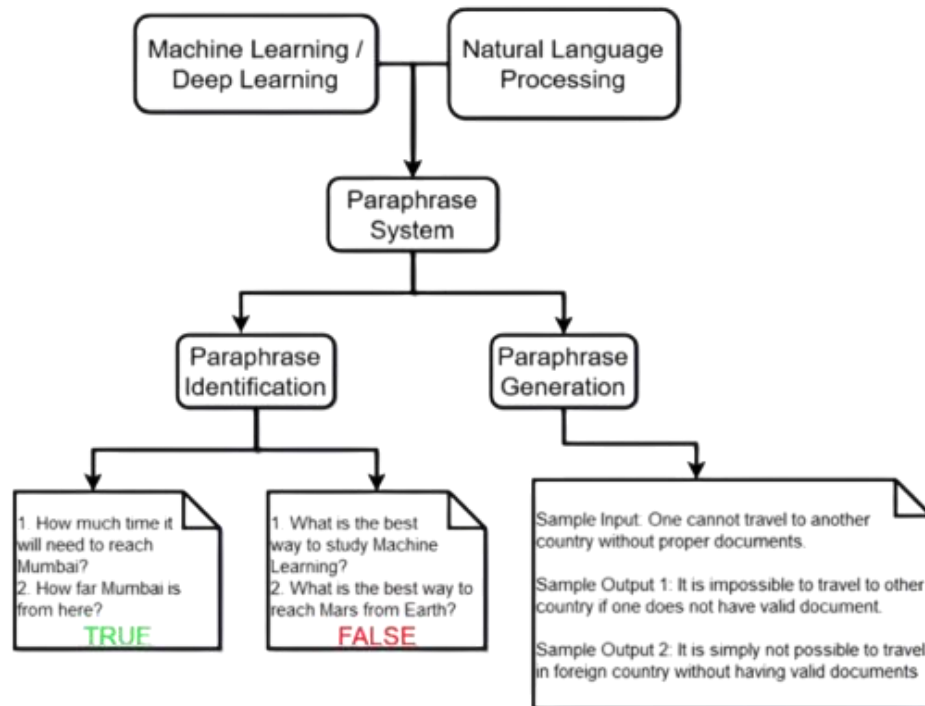 Machine Learning /
Deep Learning
Natural Language
Processing
Paraphrase
System
Paraphrase
Identification
Paraphrase
Generation
1. How much time it
will need to reach
Mumbai?
2. How far Mumbai is
from here?
TRUE
1. What is the best
way to study Machine
Learning?
2. What is the best way to
reach Mars from Earth?
FALSE
Sample Input: One cannot travel to another
country without proper documents.
Sample Output 1: It is impossible to travel to other
country if one does not have valid document.
Sample Output 2: It is simply not possible to travel
in foreign country without having valid documents